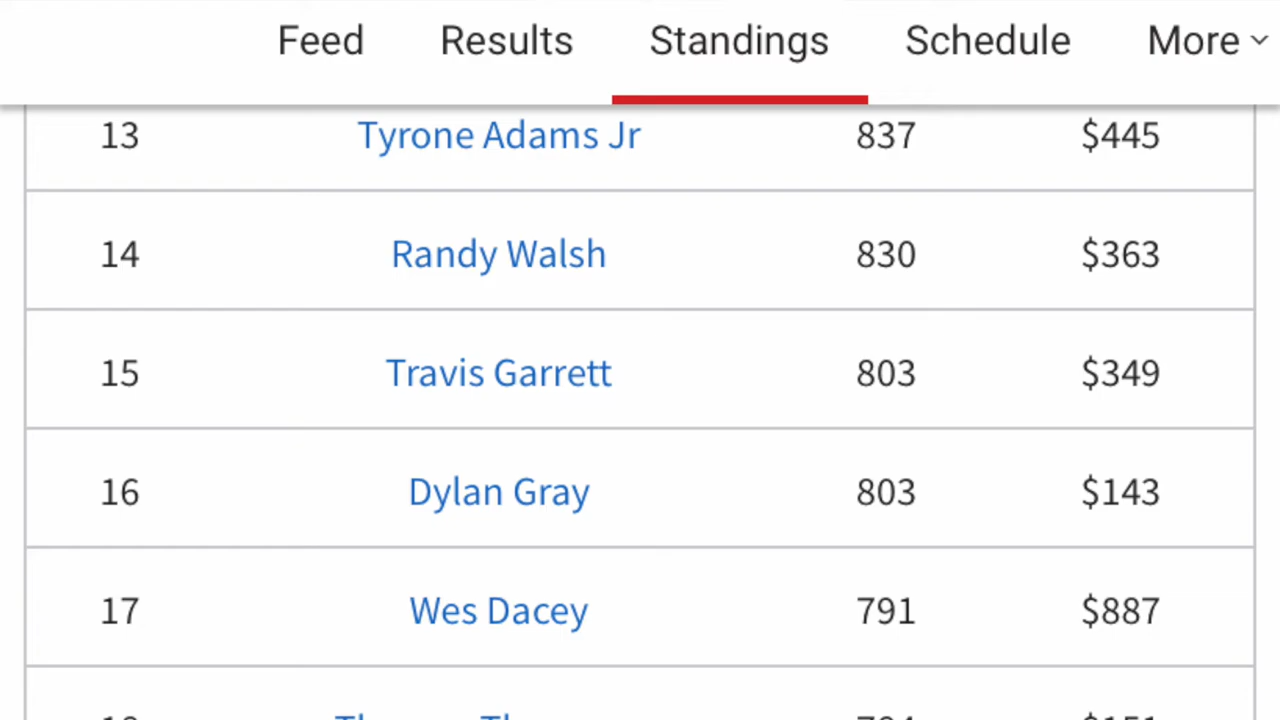 Feed Results Standings Schedule More
13 Tyrone Adams Jr 837 $445
14 Randy Walsh 830 $363
15 Travis Garrett 803 $349
16 Dylan Gray 803 $143
17 Wes Dacey 791 $887